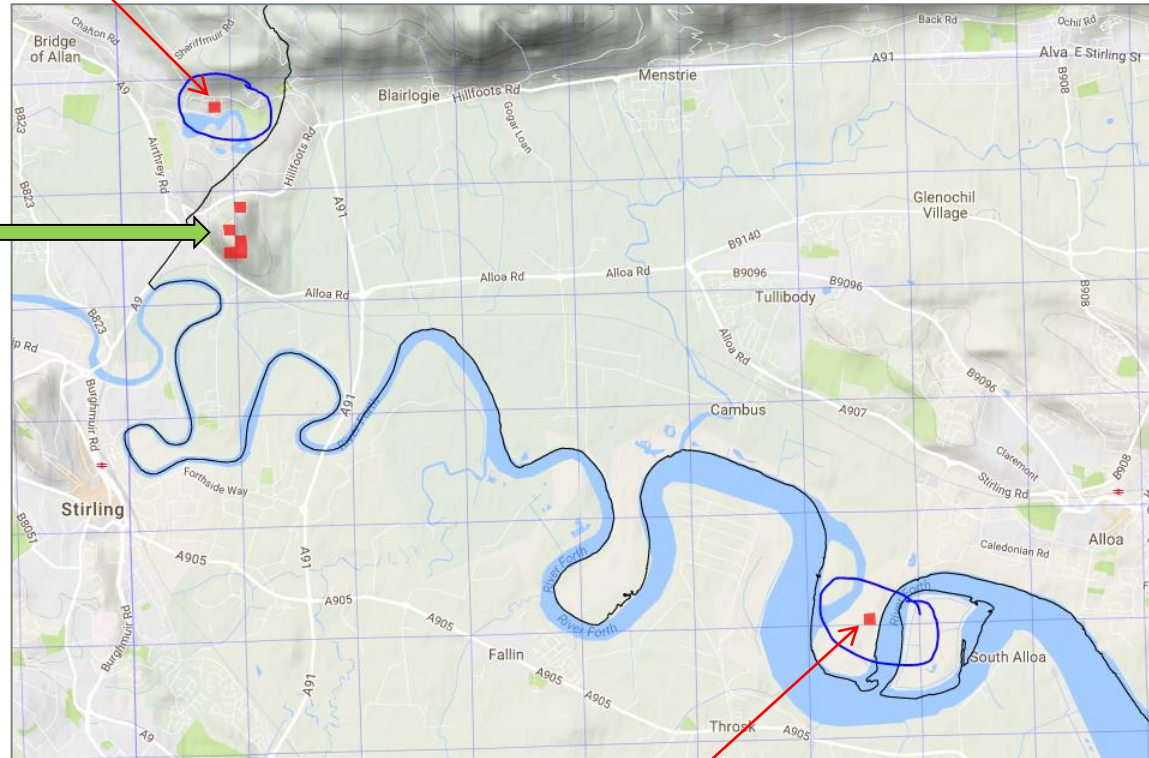 Chalton Rd
Sheriffmuir Rd
Back Rd
Ochil Rd
Bridge
of Allan
A91
Alva
E Stirling St
Menstrie
B908
A9
Blairlogie
Hillfoots Rd
B823
Gogar Loan
Airthrey Rd
Hillfoots Rd
B823
A91
Glenochil
Village
B9140
Alloa Rd
Alloa Rd
B9096
B9096
Alloa Rd
Tullibody
B908
A9
B823
ip Rd
Alloa Rd
B9096
Burghmuir Rd
A91
River Forth
Cambus
A907
Claremont
B908
Forthside Way
Stirling Rd
Stirling
B8051
Alloa
Caledonian Rd
A905
A91
River Forth
River Forth
A905
River Forth
A905
Burghmuir Rd
Fallin
South Alloa
A905
A91
A905
Throsk
A905
A9